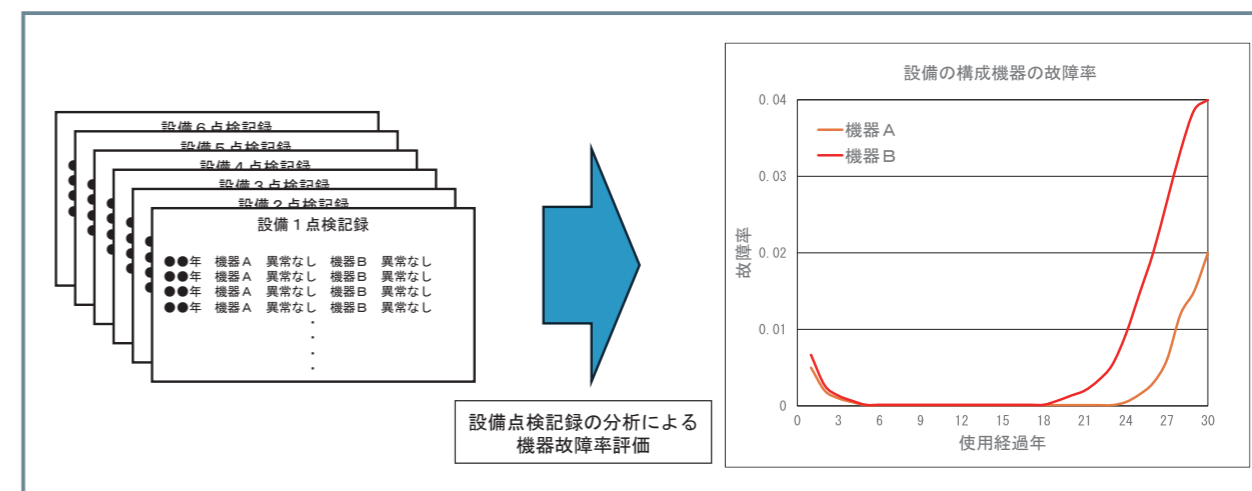 設備6点検記録
設備5点検記録
設備4点検記録
設備3点検記録
設備2点検記録
設備1点検記録
●●年 機器A 異常なし 機器B 異常なし
●●年 機器A 異常なし 機器B 異常なし
●●年 機器A 異常なし 機器B 異常なし
●●年 機器A 異常なし 機器B 異常なし
・
・
・
・
設備点検記録の分析による
機器故障率評価
設備の構成機器の故障率
機器A
機器B
故障率
0.04
0.03
0.02
0.01
0
0 3 6 9 12 15 18 21 24 27 30
使用経過年